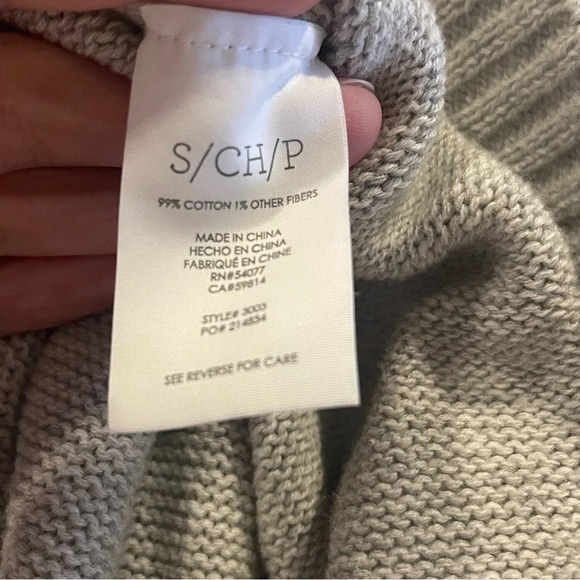 S/CH/P
99% COTTON 1% OTHER FIBERS
MADE IN CHINA
HECHO EN CHINA
FABRIQUÉ EN CHINE
RN#54077
CA#59814
STYLE# 3003
PO# 214834
SEE REVERSE FOR CARE